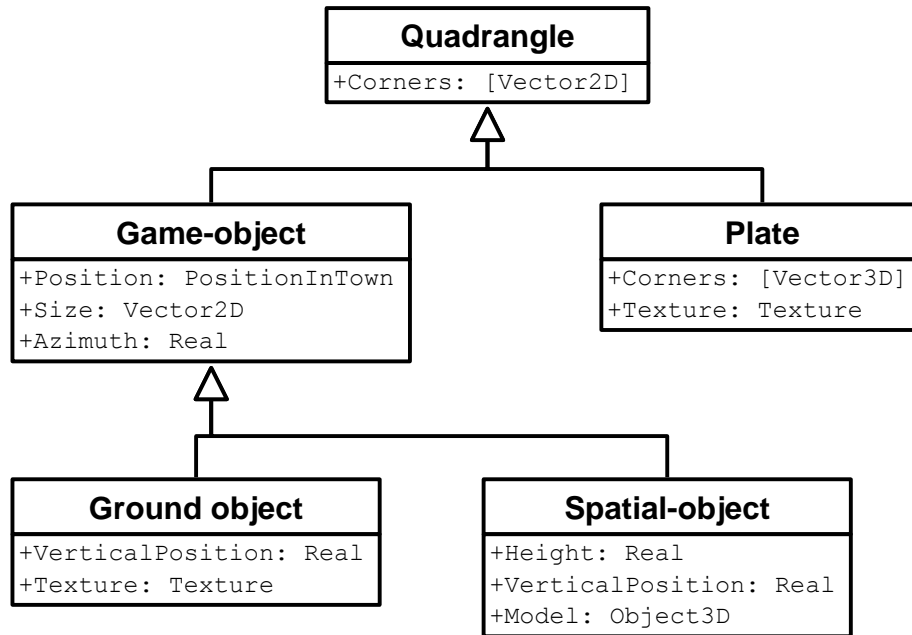 Quadrangle
+Corners: [Vector2D]
Game-object
+Position: PositionInTown
+Size: Vector2D
+Azimuth: Real
Plate
+Corners: [Vector3D]
+Texture: Texture
Ground object
+VerticalPosition: Real
+Texture: Texture
Spatial-object
+Height: Real
+VerticalPosition: Real
+Model: Object3D